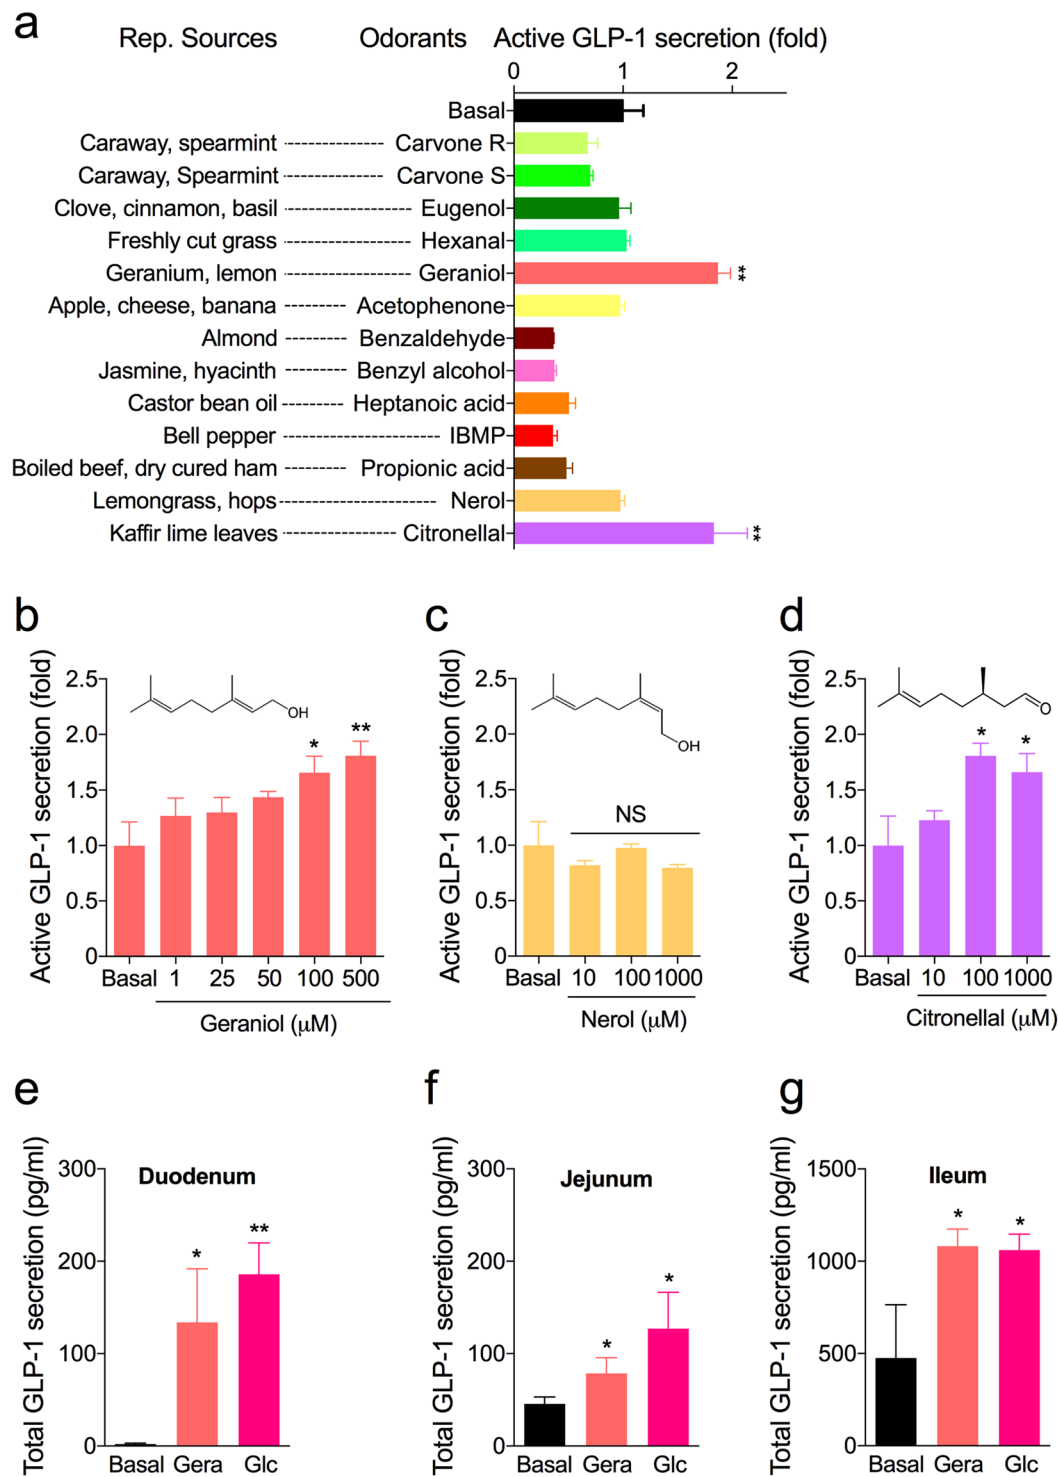 a
Rep. Sources Odorants Active GLP-1 secretion (fold)
0 1 2
Basal
Caraway, spearmint Carvone R
Caraway, Spearmint Carvone S
Clove, cinnamon, basil Eugenol
Freshly cut grass Hexanal
Geranium, lemon Geraniol **
Apple, cheese, banana Acetophenone
Almond Benzaldehyde
Jasmine, hyacinth Benzyl alcohol
Castor bean oil Heptanoic acid
Bell pepper IBMP
Boiled beef, dry cured ham Propionic acid
Lemongrass, hops Nerol
Kaffir lime leaves Citronellal **
b
Active GLP-1 secretion (fold)
2.5
2.0
1.5
1.0
0.5
0
OH
* **
Basal 1 25 50 100 500
Geraniol (μM)
c
Active GLP-1 secretion (fold)
2.5
2.0
1.5
1.0
0.5
0
OH
NS
Basal 10 100 1000
Nerol (μM)
d
Active GLP-1 secretion (fold)
2.5
2.0
1.5
1.0
0.5
0
O
* *
Basal 10 100 1000
Citronellal (μM)
e
Total GLP-1 secretion (pg/ml)
300
200
100
0
Duodenum
* **
Basal Gera Glc
f
Total GLP-1 secretion (pg/ml)
300
200
100
0
Jejunum
* *
Basal Gera Glc
g
Total GLP-1 secretion (pg/ml)
1500
1000
500
0
Ileum
* *
Basal Gera Glc